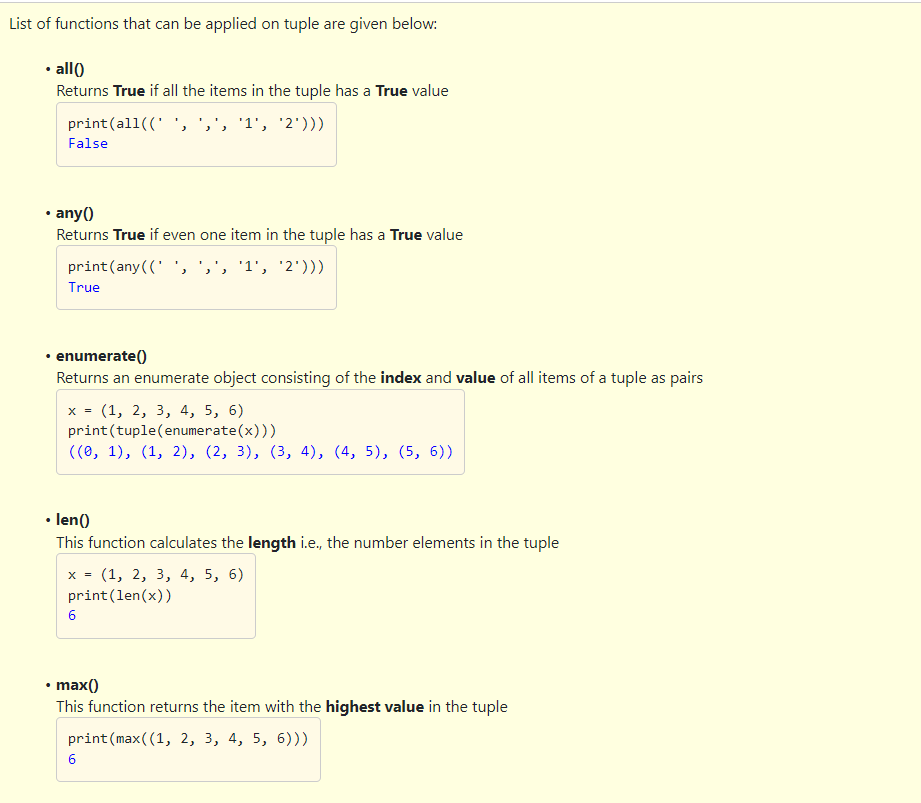 List of functions that can be applied on tuple are given below:
• all()
Returns True if all the items in the tuple has a True value
print(all((' ', ',', '1', '2')))
False
• any()
Returns True if even one item in the tuple has a True value
print(any((' ', ',', '1', '2')))
True
• enumerate()
Returns an enumerate object consisting of the index and value of all items of a tuple as pairs
x = (1, 2, 3, 4, 5, 6)
print(tuple(enumerate(x)))
((0, 1), (1, 2), (2, 3), (3, 4), (4, 5), (5, 6))
• len()
This function calculates the length i.e., the number elements in the tuple
x = (1, 2, 3, 4, 5, 6)
print(len(x))
6
• max()
This function returns the item with the highest value in the tuple
print(max((1, 2, 3, 4, 5, 6)))
6